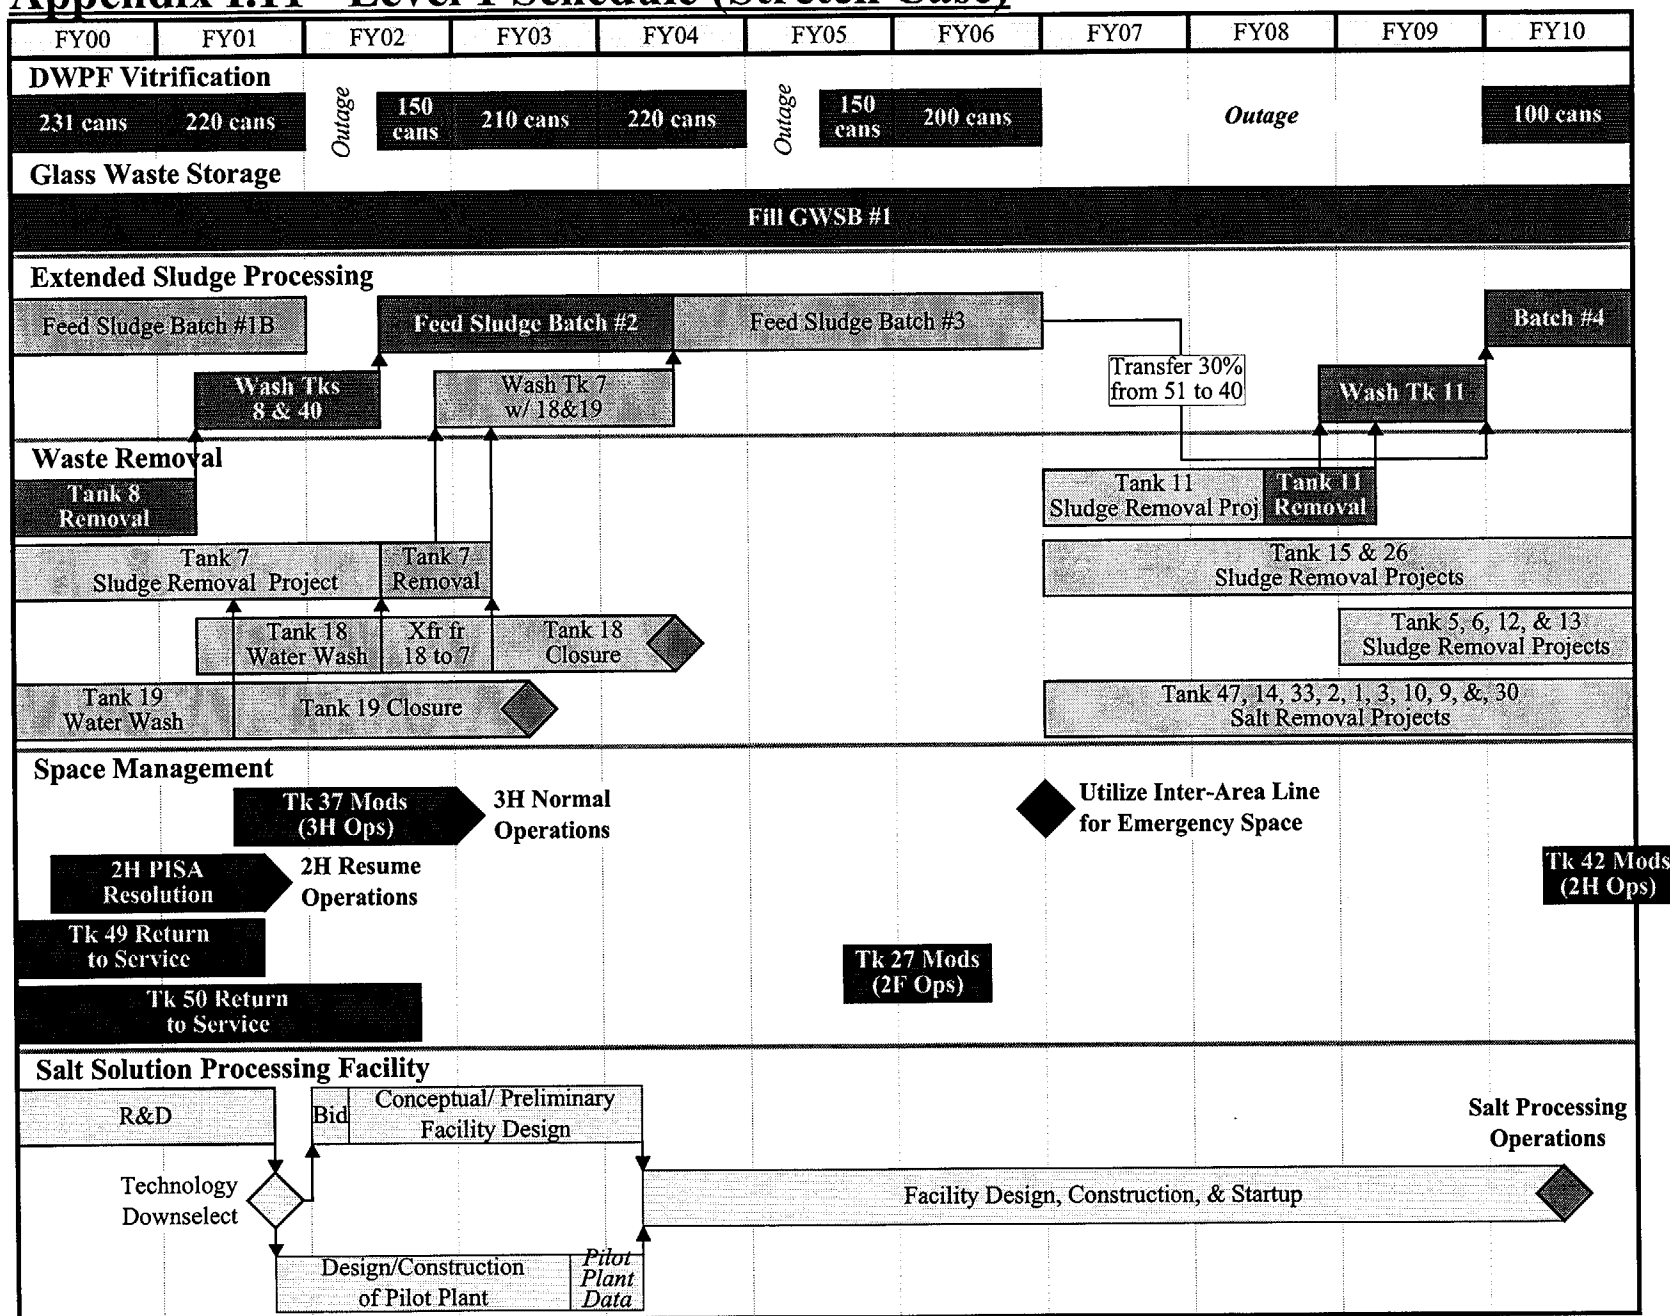 Appendix I.11 - Level 1 Schedule (Stretch Case)
FY00 FY01 FY02 FY03 FY04 FY05 FY06 FY07 FY08 FY09 FY10
DWPF Vitrification
231 cans
220 cans
Outage
150
cans
210 cans
220 cans
Outage
150
cans
200 cans
Outage
100 cans
Glass Waste Storage
Fill GWSB #1
Extended Sludge Processing
Feed Sludge Batch #1B
Feed Sludge Batch #2
Feed Sludge Batch #3
Batch #4
Wash Tks
8 & 40
Wash Tk 7
w/ 18&19
Transfer 30%
from 51 to 40
Wash Tk 11
Waste Removal
Tank 8
Removal
Tank 11
Sludge Removal Proj
Tank 11
Removal
Tank 7
Sludge Removal Project
Tank 7
Removal
Tank 15 & 26
Sludge Removal Projects
Tank 18
Water Wash
Xfr fr
18 to 7
Tank 18
Closure
Tank 5, 6, 12, & 13
Sludge Removal Projects
Tank 19
Water Wash
Tank 19 Closure
Tank 47, 14, 33, 2, 1, 3, 10, 9, &, 30
Salt Removal Projects
Space Management
Tk 37 Mods
(3H Ops)
3H Normal
Operations
Utilize Inter-Area Line
for Emergency Space
2H PISA
Resolution
2H Resume
Operations
Tk 42 Mods
(2H Ops)
Tk 49 Return
to Service
Tk 27 Mods
(2F Ops)
Tk 50 Return
to Service
Salt Solution Processing Facility
R&D
Bid
Conceptual/ Preliminary
Facility Design
Salt Processing
Operations
Technology
Downselect
Facility Design, Construction, & Startup
Design/Construction
of Pilot Plant
Pilot
Plant
Data